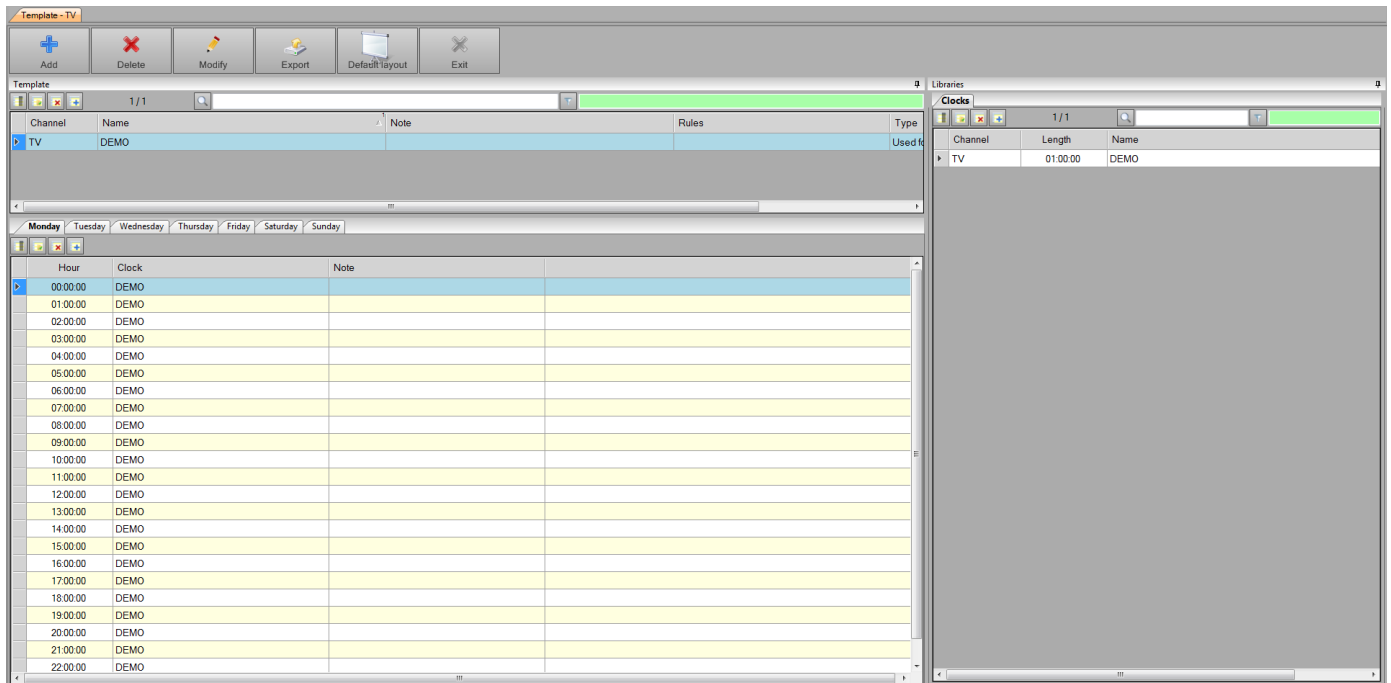 Template - TV
Add Delete Modify Export Default layout Exit
Template
1 / 1
Channel Name 1 Note Rules Type
TV DEMO Used fo
Monday Tuesday Wednesday Thursday Friday Saturday Sunday
Hour Clock Note
00:00:00 DEMO
01:00:00 DEMO
02:00:00 DEMO
03:00:00 DEMO
04:00:00 DEMO
05:00:00 DEMO
06:00:00 DEMO
07:00:00 DEMO
08:00:00 DEMO
09:00:00 DEMO
10:00:00 DEMO
11:00:00 DEMO
12:00:00 DEMO
13:00:00 DEMO
14:00:00 DEMO
15:00:00 DEMO
16:00:00 DEMO
17:00:00 DEMO
18:00:00 DEMO
19:00:00 DEMO
20:00:00 DEMO
21:00:00 DEMO
22:00:00 DEMO
Libraries
Clocks
1 / 1
Channel Length Name
TV 01:00:00 DEMO